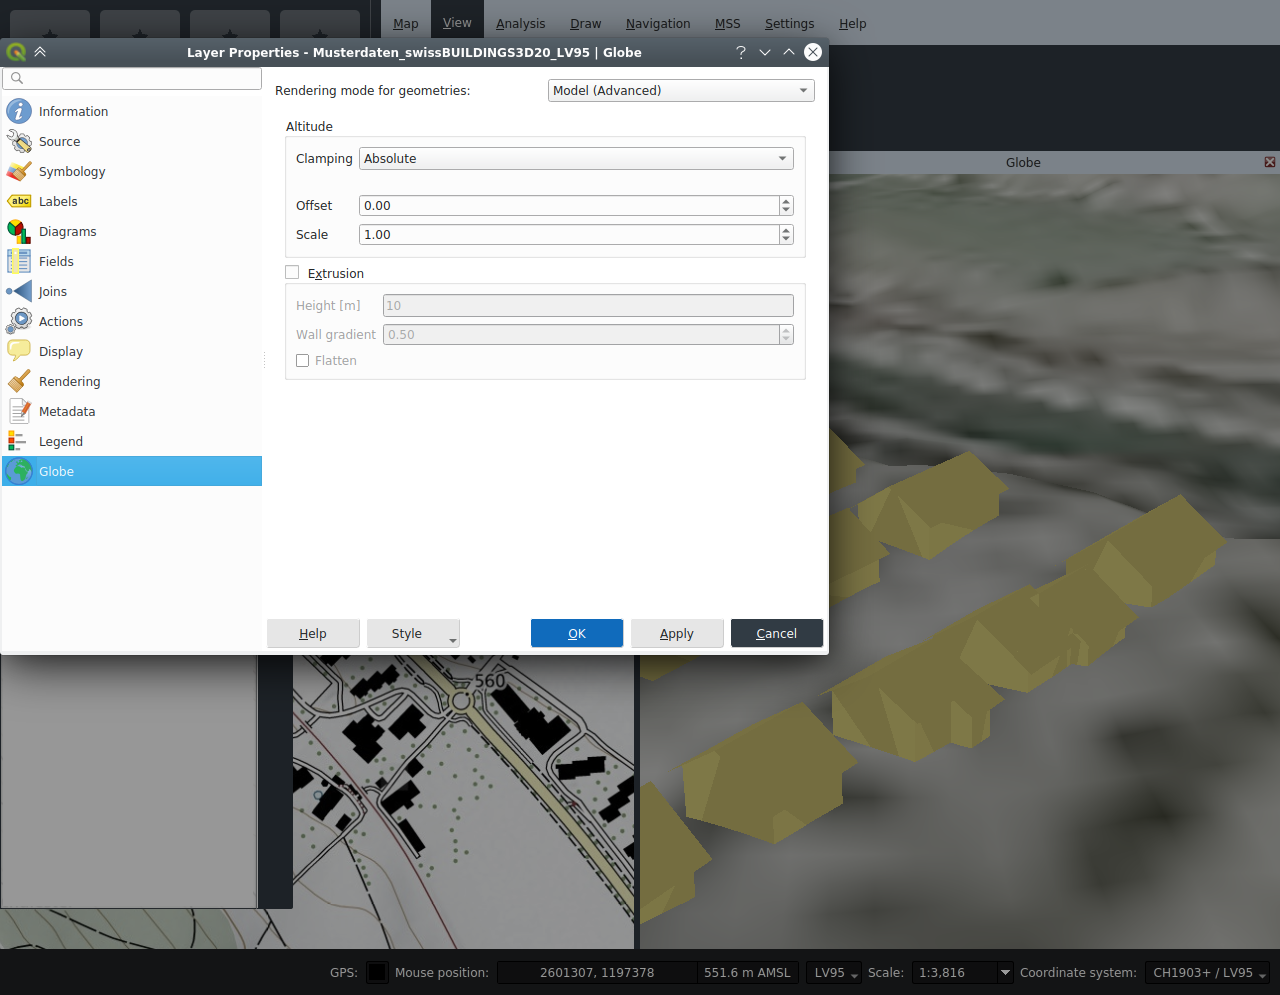 Map View Analysis Draw Navigation MSS Settings Help
Layer Properties - Musterdaten_swissBUILDINGS3D20_LV95 | Globe
Information
Source
Symbology
abc Labels
Diagrams
Fields
Joins
Actions
Display
Rendering
Metadata
Legend
Globe
Rendering mode for geometries: Model (Advanced)
Altitude
Clamping Absolute
Offset 0.00
Scale 1.00
Extrusion
Height [m] 10
Wall gradient 0.50
Flatten
Help Style OK Apply Cancel
Globe
560
GPS: Mouse position: 2601307, 1197378 551.6 m AMSL LV95 Scale: 1:3,816 Coordinate system: CH1903+ / LV95